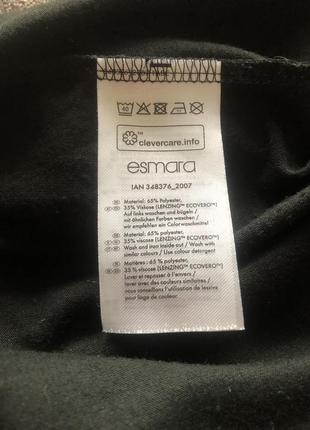 40
clevercare.info
esmara
IAN 348376_2007
Material: 65% Polyester,
35% Viskose (LENZING™ ECOVERO™)
Auf links waschen und bügeln /
mit ähnlichen Farben waschen /
wir empfehlen ein Colorwaschmittel
Material: 65% polyester,
35% viscose (LENZING™ ECOVERO™)
Wash and iron inside out / Wash with
similar colours / Use colour detergent
Matières : 65 % polyester,
35 % viscose (LENZING™ ECOVERO™)
Laver et repasser à l'envers /
laver avec des coloris similaires /
nous conseillons l'utilisation de lessive
pour linge de couleur